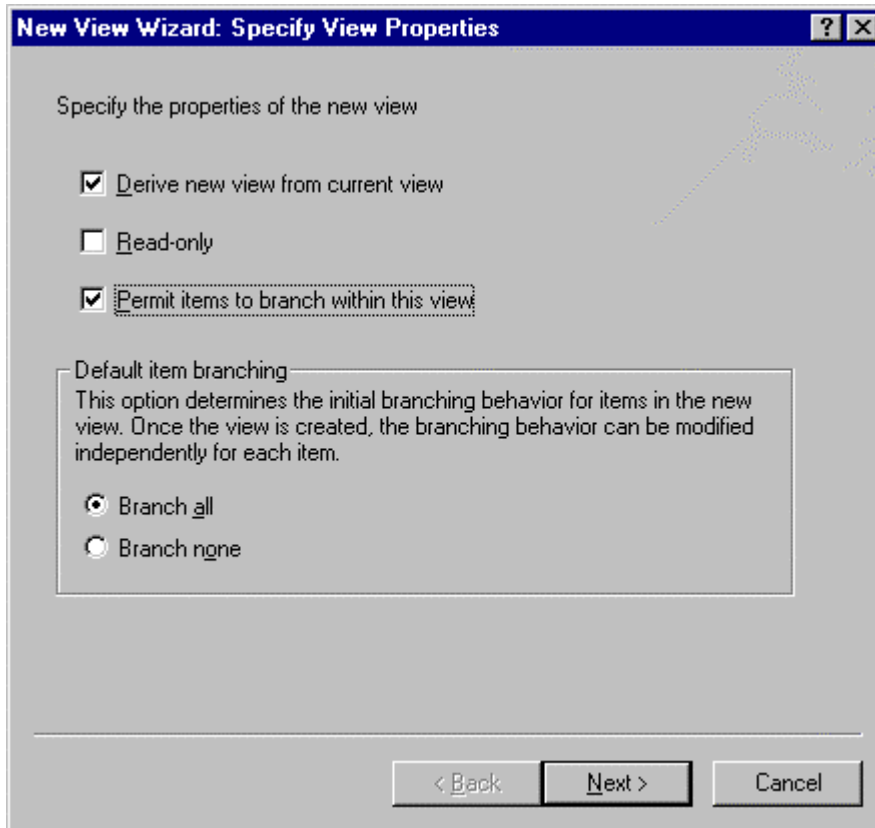 New View Wizard: Specify View Properties
Specify the properties of the new view
Derive new view from current view
Read-only
Permit items to branch within this view
Default item branching
This option determines the initial branching behavior for items in the new
view. Once the view is created, the branching behavior can be modified
independently for each item.
Branch all
Branch none
< Back
Next >
Cancel